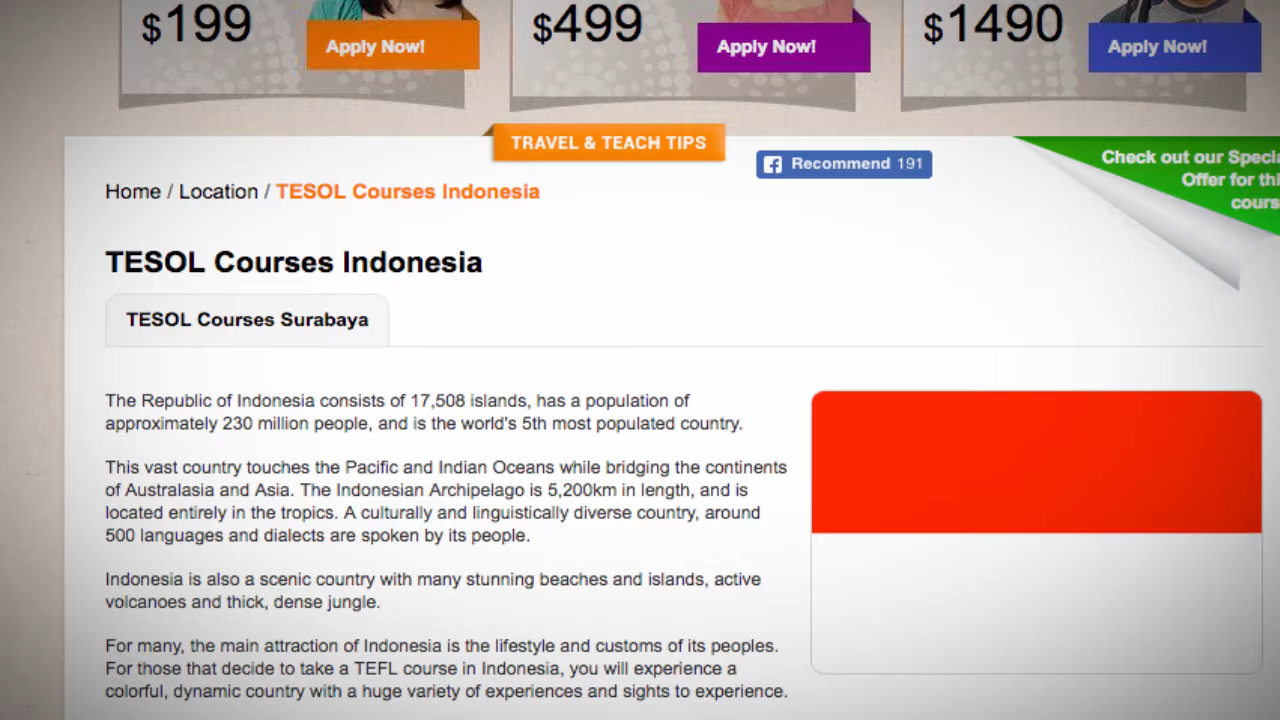 $199
Apply Now!
$499
Apply Now!
$1490
Apply Now!
TRAVEL & TEACH TIPS
Recommend 191
Check out our Specia
Offer for thi
cours
Home / Location / TESOL Courses Indonesia
TESOL Courses Indonesia
TESOL Courses Surabaya
The Republic of Indonesia consists of 17,508 islands, has a population of
approximately 230 million people, and is the world's 5th most populated country.
This vast country touches the Pacific and Indian Oceans while bridging the continents
of Australasia and Asia. The Indonesian Archipelago is 5,200km in length, and is
located entirely in the tropics. A culturally and linguistically diverse country, around
500 languages and dialects are spoken by its people.
Indonesia is also a scenic country with many stunning beaches and islands, active
volcanoes and thick, dense jungle.
For many, the main attraction of Indonesia is the lifestyle and customs of its peoples.
For those that decide to take a TEFL course in Indonesia, you will experience a
colorful, dynamic country with a huge variety of experiences and sights to experience.